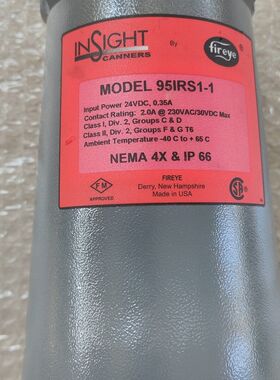 INSIGHT
SCANNERS
By
fireye
MODEL 95IRS1-1
Input Power 24VDC, 0,35A
Contact Rating: 2.0A @ 230VAC/30VDC Max
Class I, Div. 2, Groups C & D
Class II, Div. 2, Groups F & G T6
Ambient Temperature -40 C to + 65 C
NEMA 4X & IP 66
FM
APPROVED
FIREYE
Derry, New Hampshire
Made in USA